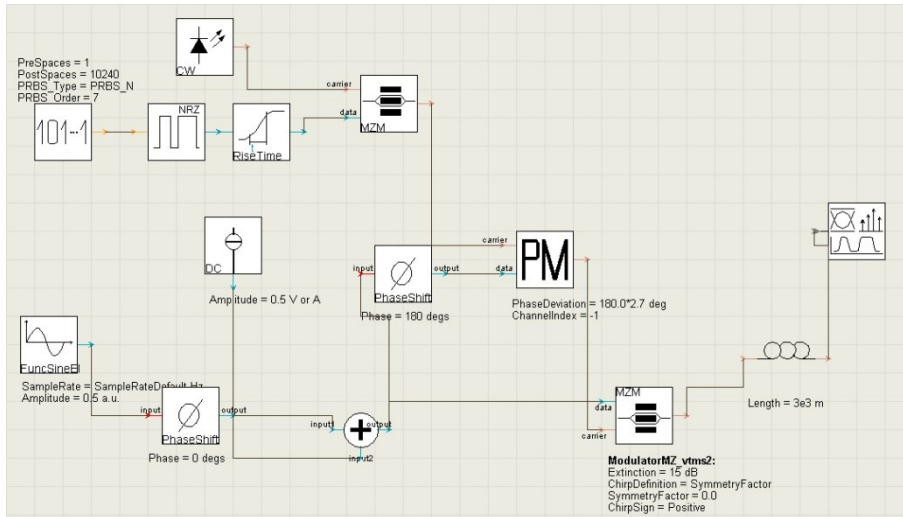 PreSpaces = 1
PostSpaces = 10240
PRBS_Type = PRBS_N
PRBS_Order = 7
CW
101···1
NRZ
RiseTime
carrier
data
MZM
DC
Amplitude = 0.5 V or A
carrier
input
output
data
PM
PhaseShift
Phase = 180 degs
PhaseDeviation = 180.0*2.7 deg
ChannelIndex = -1
FuncSineEl
SampleRate = SampleRateDefault Hz
Amplitude = 0.5 a.u.
input
output
PhaseShift
Phase = 0 degs
input1
output
input2
MZM
data
carrier
Length = 3e3 m
ModulatorMZ_vtms2:
Extinction = 15 dB
ChirpDefinition = SymmetryFactor
SymmetryFactor = 0.0
ChirpSign = Positive